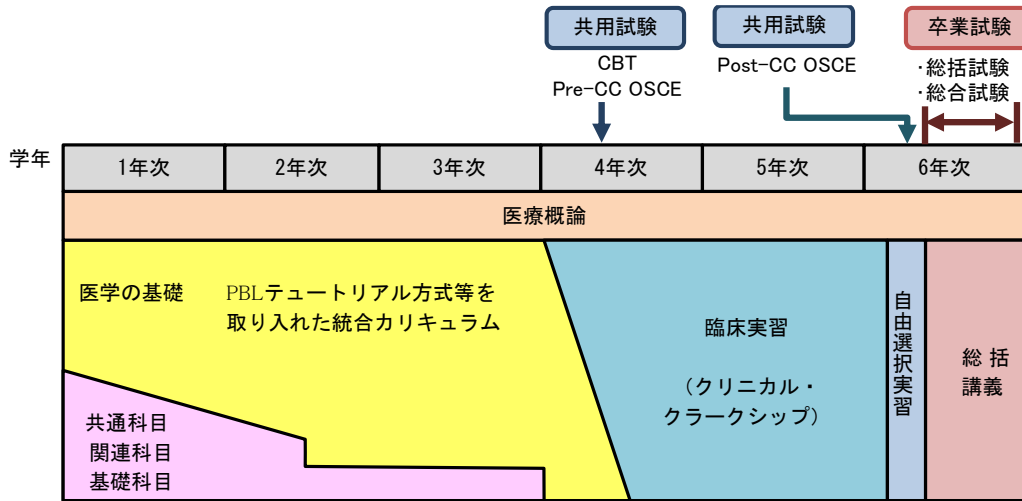 共用試験
CBT
Pre-CC OSCE
共用試験
Post-CC OSCE
卒業試験
・総括試験
・総合試験
学年
1年次
2年次
3年次
4年次
5年次
6年次
医療概論
医学の基礎
PBLテュートリアル方式等を
取り入れた統合カリキュラム
共通科目
関連科目
基礎科目
臨床実習
（クリニカル・
クラークシップ）
自由選択実習
総 括
講義